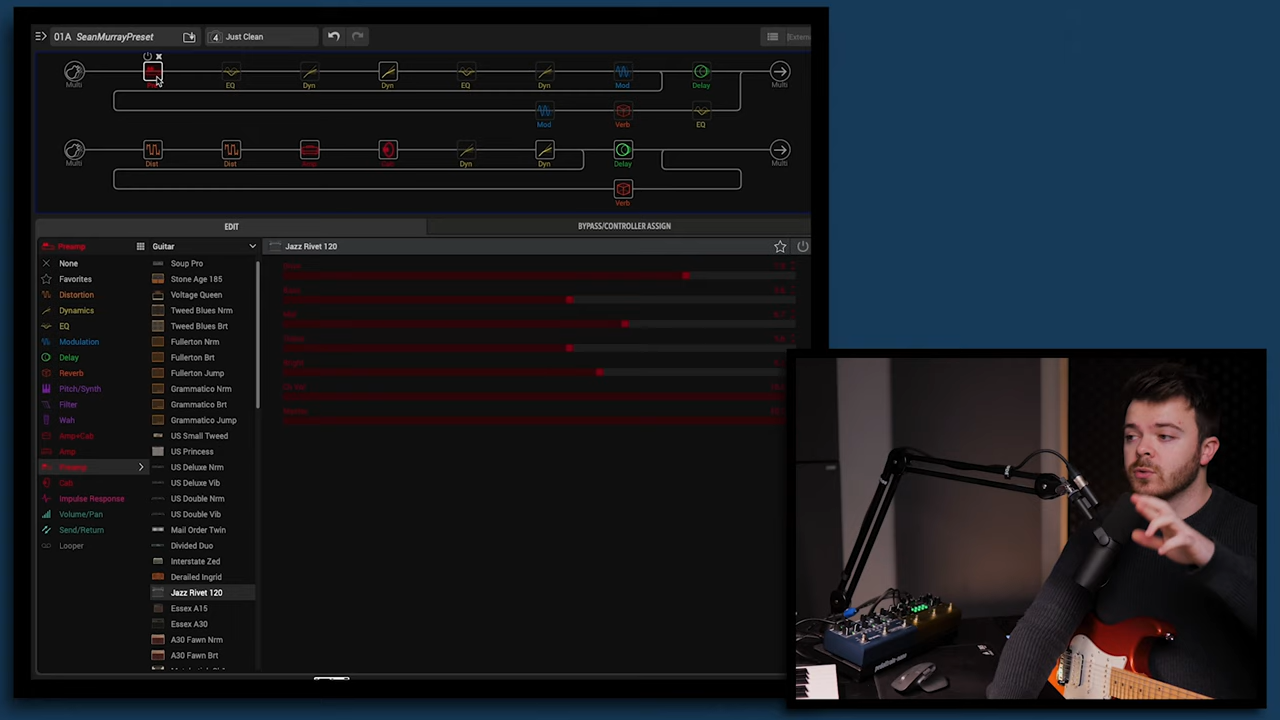 01A SeanMurrayPreset
4 Just Clean
Multi
EQ
Dyn
Dyn
EQ
Dyn
Mod
Delay
Multi
Mod
Verb
EQ
Multi
Dist
Dist
Amp
Cab
Dyn
Dyn
Delay
Multi
Verb
EDIT
BYPASS/CONTROLLER ASSIGN
Preamp
Guitar
Jazz Rivet 120
None
Favorites
Distortion
Dynamics
EQ
Modulation
Delay
Reverb
Pitch/Synth
Filter
Wah
Amp+Cab
Amp
Preamp
Cab
Impulse Response
Volume/Pan
Send/Return
Looper
Soup Pro
Stone Age 185
Voltage Queen
Tweed Blues Nrm
Tweed Blues Brt
Fullerton Nrm
Fullerton Brt
Fullerton Jump
Grammatico Nrm
Grammatico Brt
Grammatico Jump
US Small Tweed
US Princess
US Deluxe Nrm
US Deluxe Vib
US Double Nrm
US Double Vib
Mail Order Twin
Divided Duo
Interstate Zed
Derailed Ingrid
Jazz Rivet 120
Essex A15
Essex A30
A30 Fawn Nrm
A30 Fawn Brt